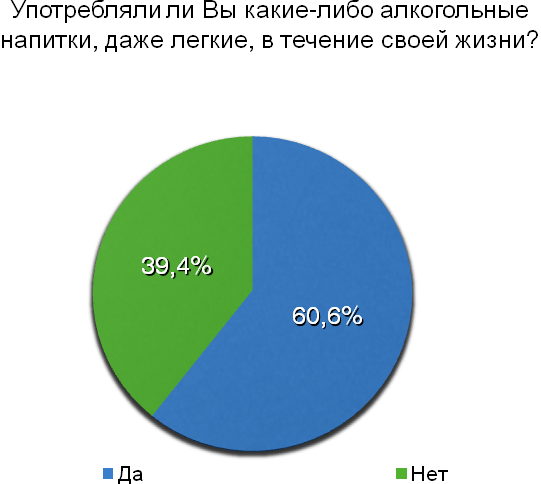 Употребляли ли Вы какие-либо алкогольные
напитки, даже легкие, в течение своей жизни?
39,4%
60,6%
Да
Нет